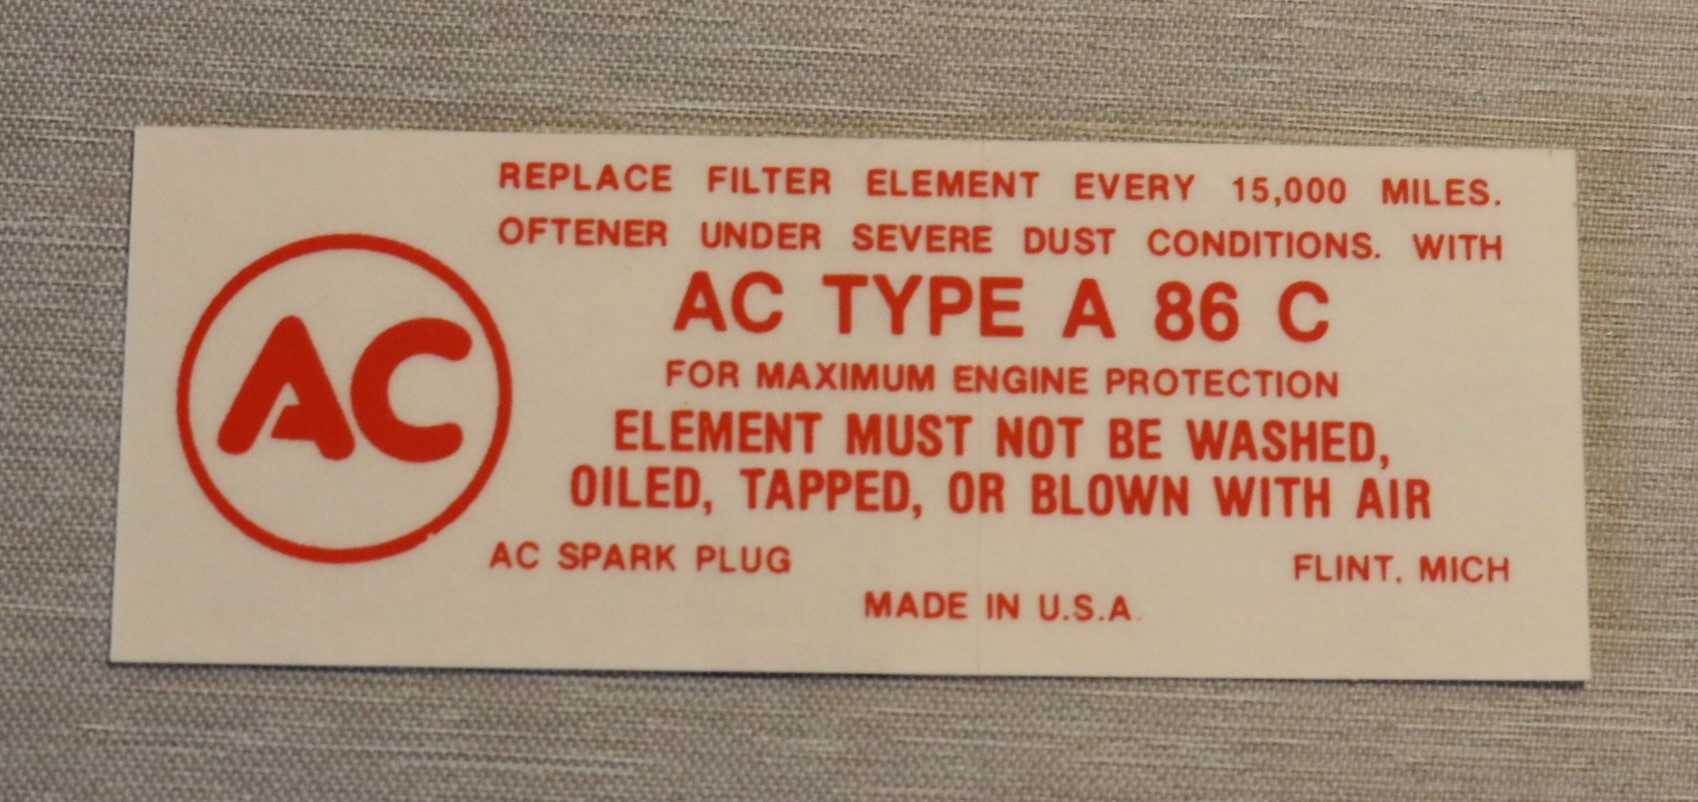 REPLACE FILTER ELEMENT EVERY 15,000 MILES.
OFTENER UNDER SEVERE DUST CONDITIONS. WITH
AC TYPE A 86 C
FOR MAXIMUM ENGINE PROTECTION
ELEMENT MUST NOT BE WASHED,
OILED, TAPPED, OR BLOWN WITH AIR
AC
AC SPARK PLUG FLINT, MICH
MADE IN U.S.A.